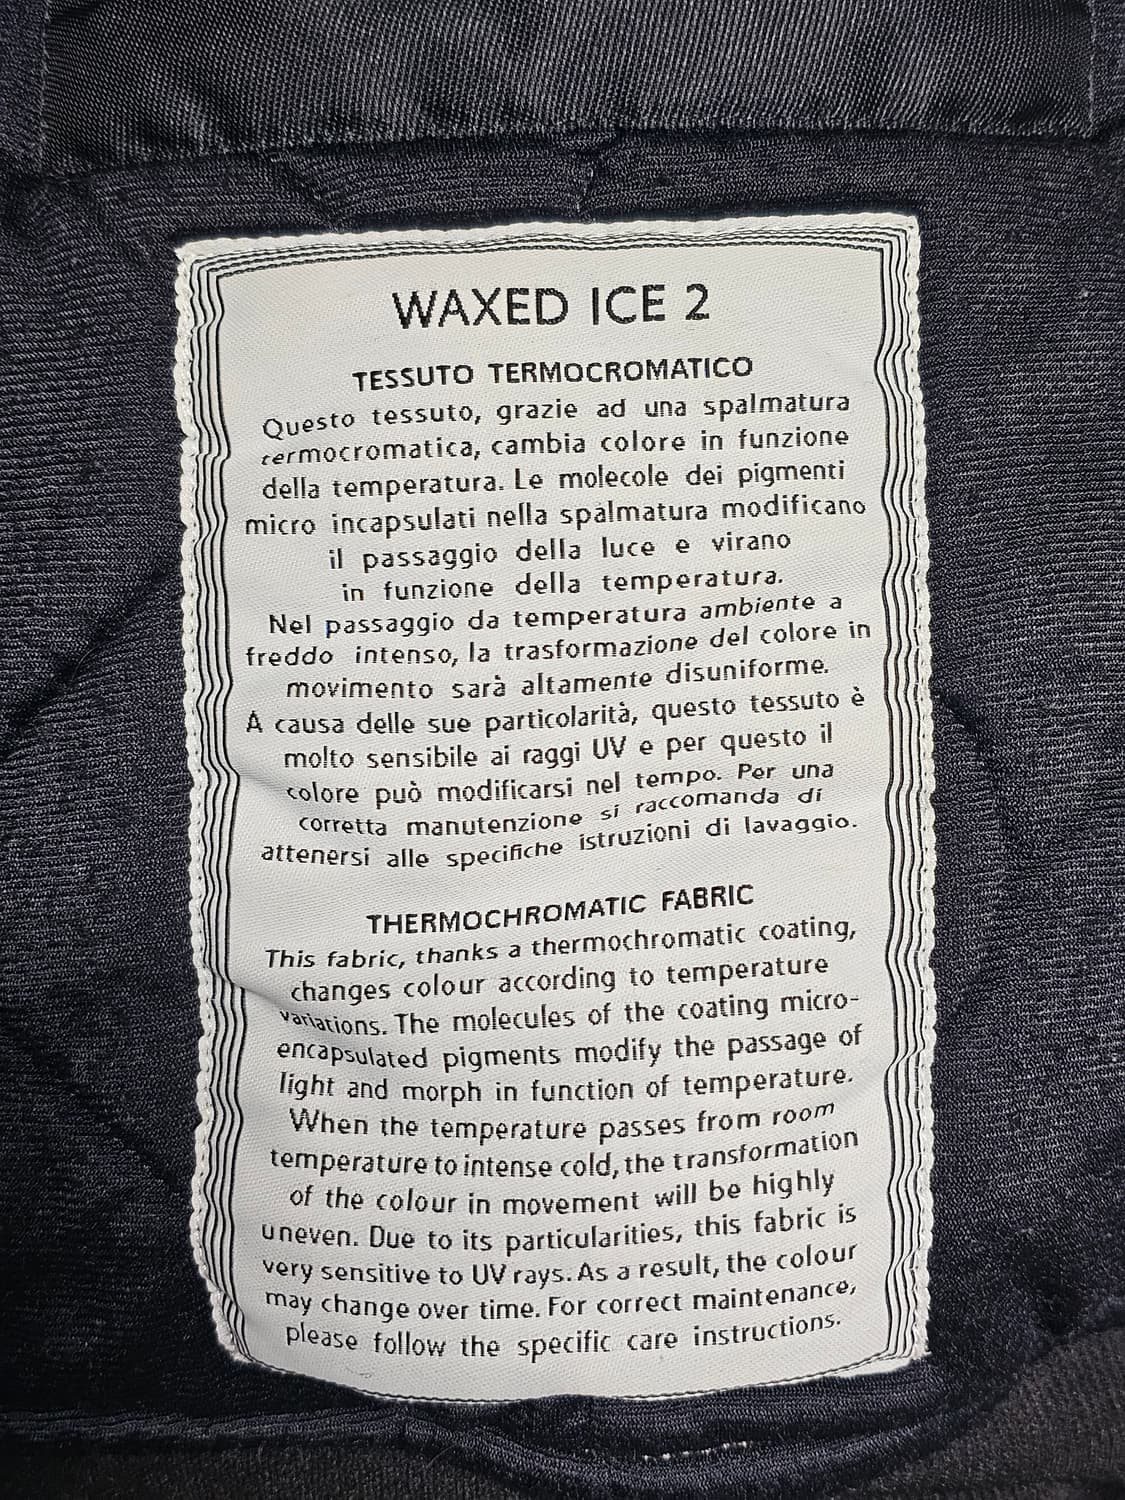 WAXED ICE 2
TESSUTO TERMOCROMATICO
Questo tessuto, grazie ad una spalmatura
termocromatica, cambia colore in funzione
della temperatura. Le molecole dei pigmenti
micro incapsulati nella spalmatura modificano
il passaggio della luce e virano
in funzione della temperatura.
Nel passaggio da temperatura ambiente a
freddo intenso, la trasformazione del colore in
movimento sarà altamente disuniforme.
A causa delle sue particolarità, questo tessuto è
molto sensibile ai raggi UV e per questo il
colore può modificarsi nel tempo. Per una
corretta manutenzione si raccomanda di
attenersi alle specifiche istruzioni di lavaggio.
THERMOCHROMATIC FABRIC
This fabric, thanks a thermochromatic coating,
changes colour according to temperature
variations. The molecules of the coating micro-
encapsulated pigments modify the passage of
light and morph in function of temperature.
When the temperature passes from room
temperature to intense cold, the transformation
of the colour in movement will be highly
uneven. Due to its particularities, this fabric is
very sensitive to UV rays. As a result, the colour
may change over time. For correct maintenance,
please follow the specific care instructions.